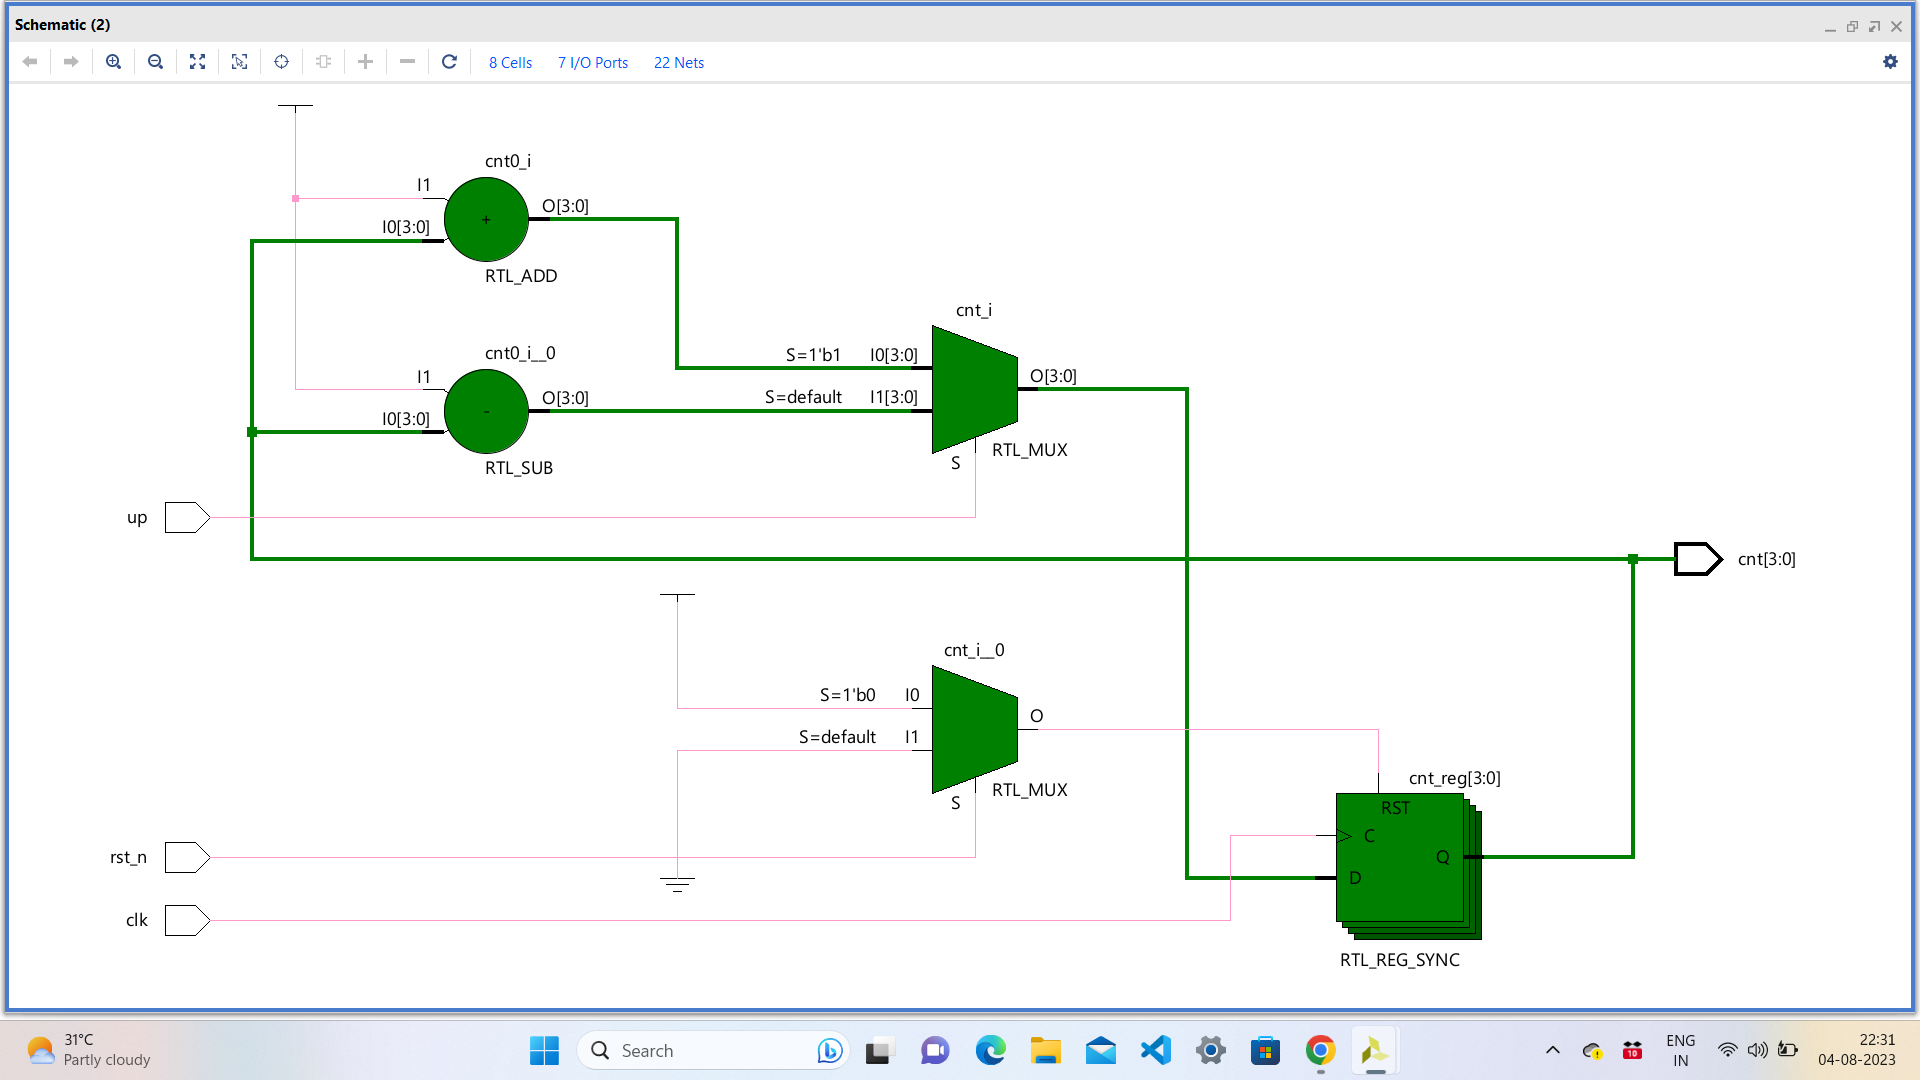 Schematic (2)
8 Cells 7 I/O Ports 22 Nets
cnt0_i
I1
O[3:0]
I0[3:0]
+
RTL_ADD
cnt_i
cnt0_i__0
S=1'b1 I0[3:0]
I1
O[3:0]
O[3:0]
S=default I1[3:0]
I0[3:0]
-
RTL_SUB
RTL_MUX
S
up
cnt[3:0]
cnt_i__0
S=1'b0 I0
O
S=default I1
RTL_MUX
S
cnt_reg[3:0]
RST
C
rst_n
Q
D
clk
RTL_REG_SYNC
31°C
Partly cloudy
Search
10
ENG
IN
22:31
04-08-2023